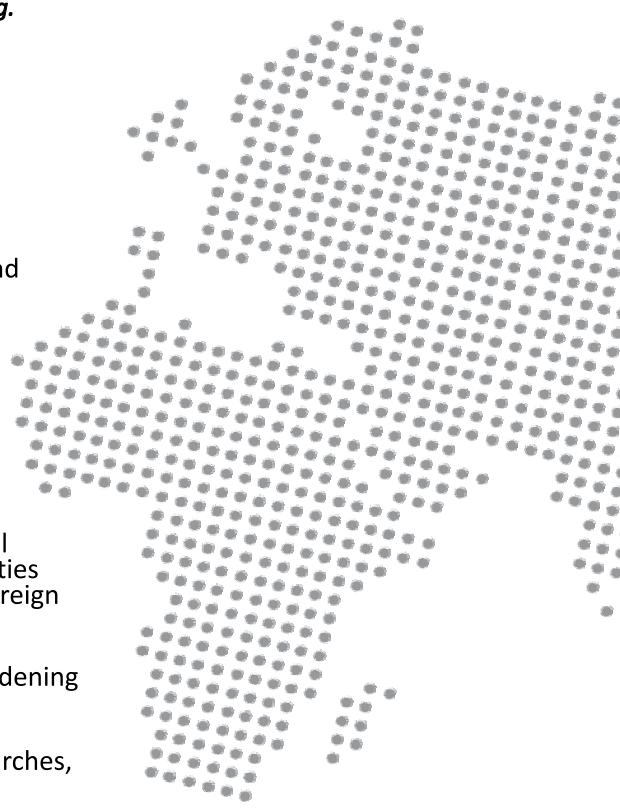 g.
nd
l
ties
reign
dening
rches,